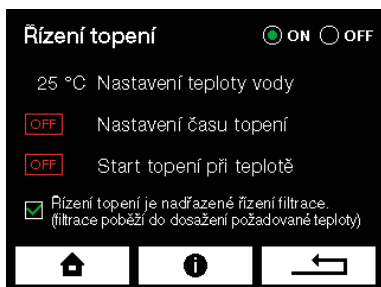 Řízení topení ON OFF
25 °C Nastavení teploty vody
OFF Nastavení času topení
OFF Start topení při teplotě
Řízení topení je nadřazené řízení filtrace.
(filtrace poběží do dosažení požadované teploty)